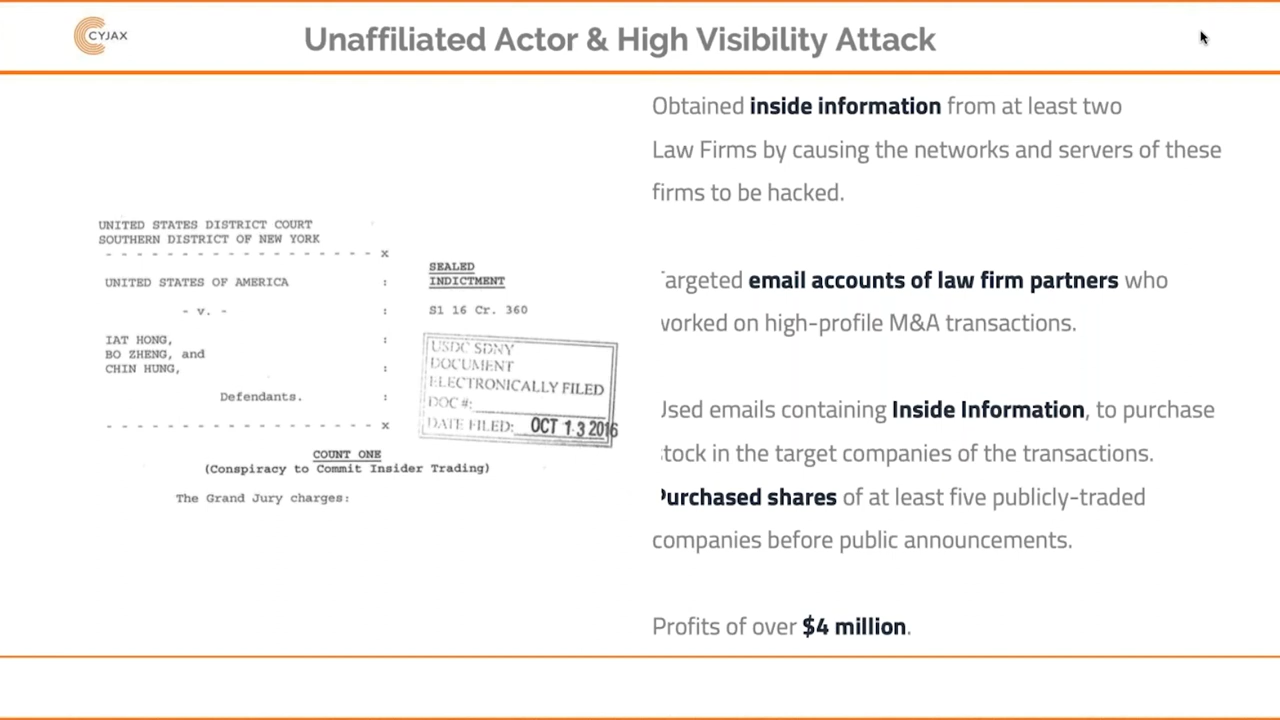 CYJAX
Unaffiliated Actor & High Visibility Attack
UNITED STATES DISTRICT COURT
SOUTHERN DISTRICT OF NEW YORK
- - - - - - - - - - - - - - - - - - - x
UNITED STATES OF AMERICA :
- v. - :
IAT HONG, :
BO ZHENG, and
CHIN HUNG, :
Defendants. :
- - - - - - - - - - - - - - - - - - - x
SEALED
INDICTMENT
S1 16 Cr. 360
USDC SDNY
DOCUMENT
ELECTRONICALLY FILED
DOC #:
DATE FILED: OCT 13 2016
COUNT ONE
(Conspiracy to Commit Insider Trading)
The Grand Jury charges:
Obtained inside information from at least two
Law Firms by causing the networks and servers of these
firms to be hacked.
Targeted email accounts of law firm partners who
worked on high-profile M&A transactions.
Used emails containing Inside Information, to purchase
stock in the target companies of the transactions.
Purchased shares of at least five publicly-traded
companies before public announcements.
Profits of over $4 million.